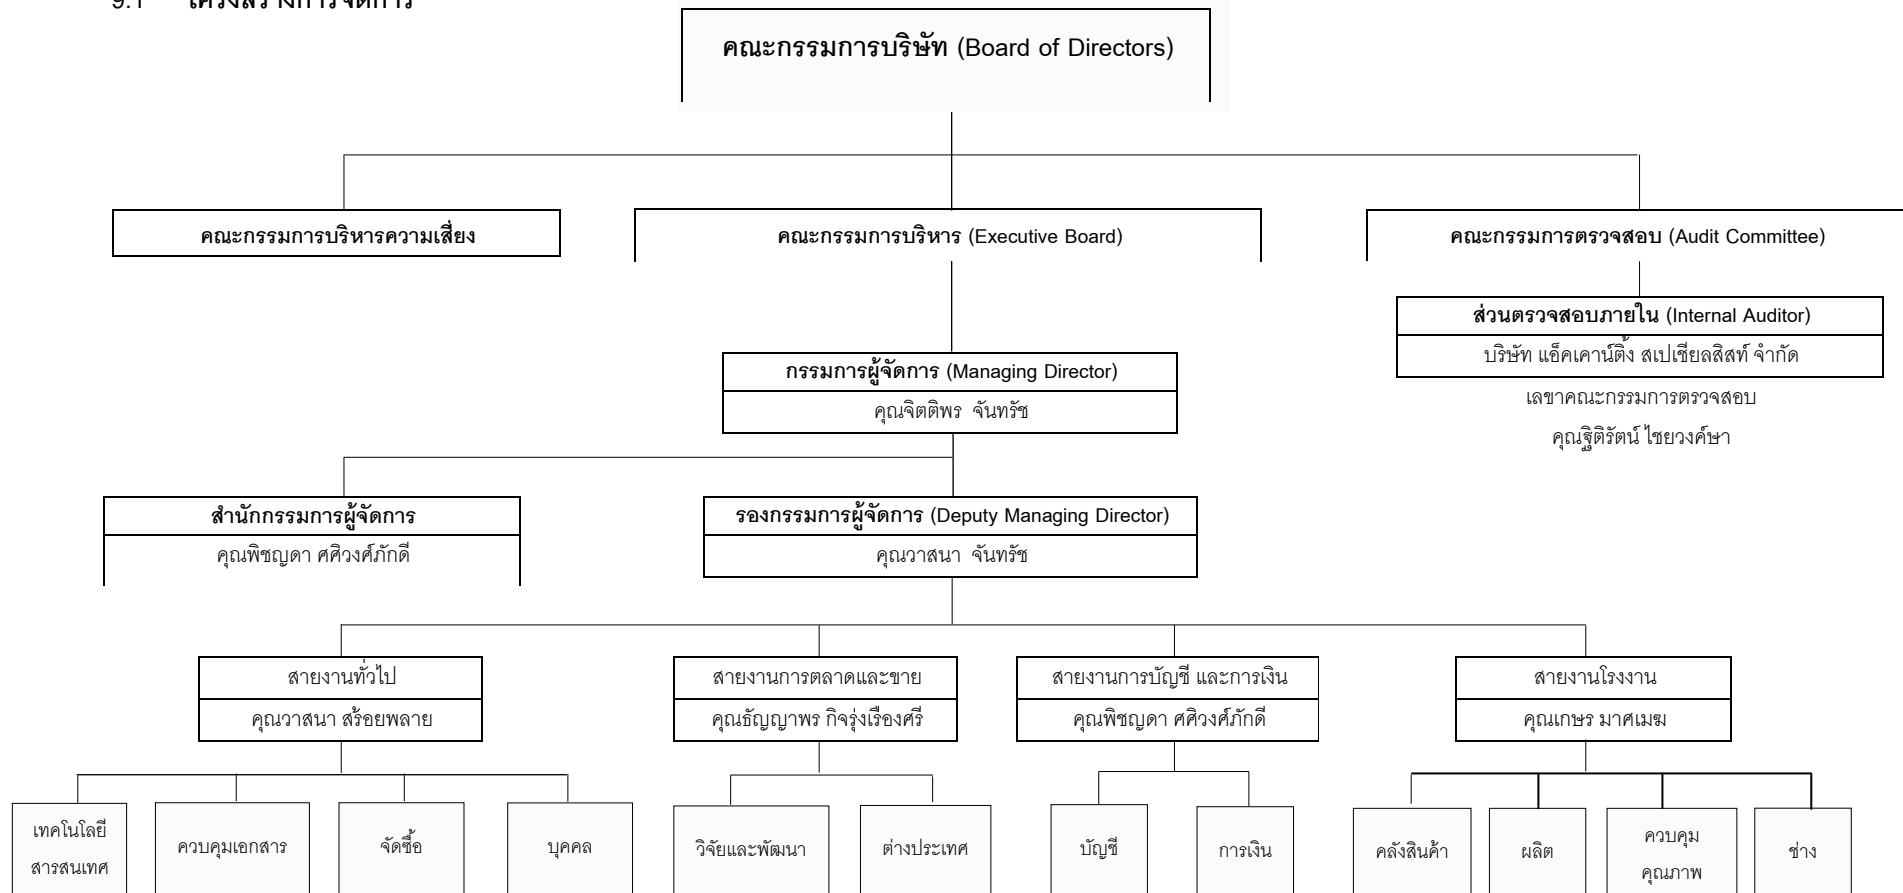 9.1 โครงสร้างการจัดการ
คณะกรรมการบริษัท (Board of Directors)
คณะกรรมการบริหารความเสี่ยง
คณะกรรมการบริหาร (Executive Board)
คณะกรรมการตรวจสอบ (Audit Committee)
ส่วนตรวจสอบภายใน (Internal Auditor)
บริษัท แอ็คเคาน์ติ้ง สเปเชียลสิสท์ จำกัด
เลขาคณะกรรมการตรวจสอบ
คุณฐิติรัตน์ ไชยวงค์ษา
กรรมการผู้จัดการ (Managing Director)
คุณจิตติพร จันทรัช
สำนักกรรมการผู้จัดการ
คุณพิชญดา ศศิวงศ์ภักดี
รองกรรมการผู้จัดการ (Deputy Managing Director)
คุณวาสนา จันทรัช
สายงานทั่วไป
คุณวาสนา สร้อยพลาย
สายงานการตลาดและขาย
คุณธัญญาพร กิจรุ่งเรืองศรี
สายงานการบัญชี และการเงิน
คุณพิชญดา ศศิวงศ์ภักดี
สายงานโรงงาน
คุณเกษร มาศเมฆ
เทคโนโลยี
สารสนเทศ
ควบคุมเอกสาร
จัดซื้อ
บุคคล
วิจัยและพัฒนา
ต่างประเทศ
บัญชี
การเงิน
คลังสินค้า
ผลิต
ควบคุม
คุณภาพ
ช่าง